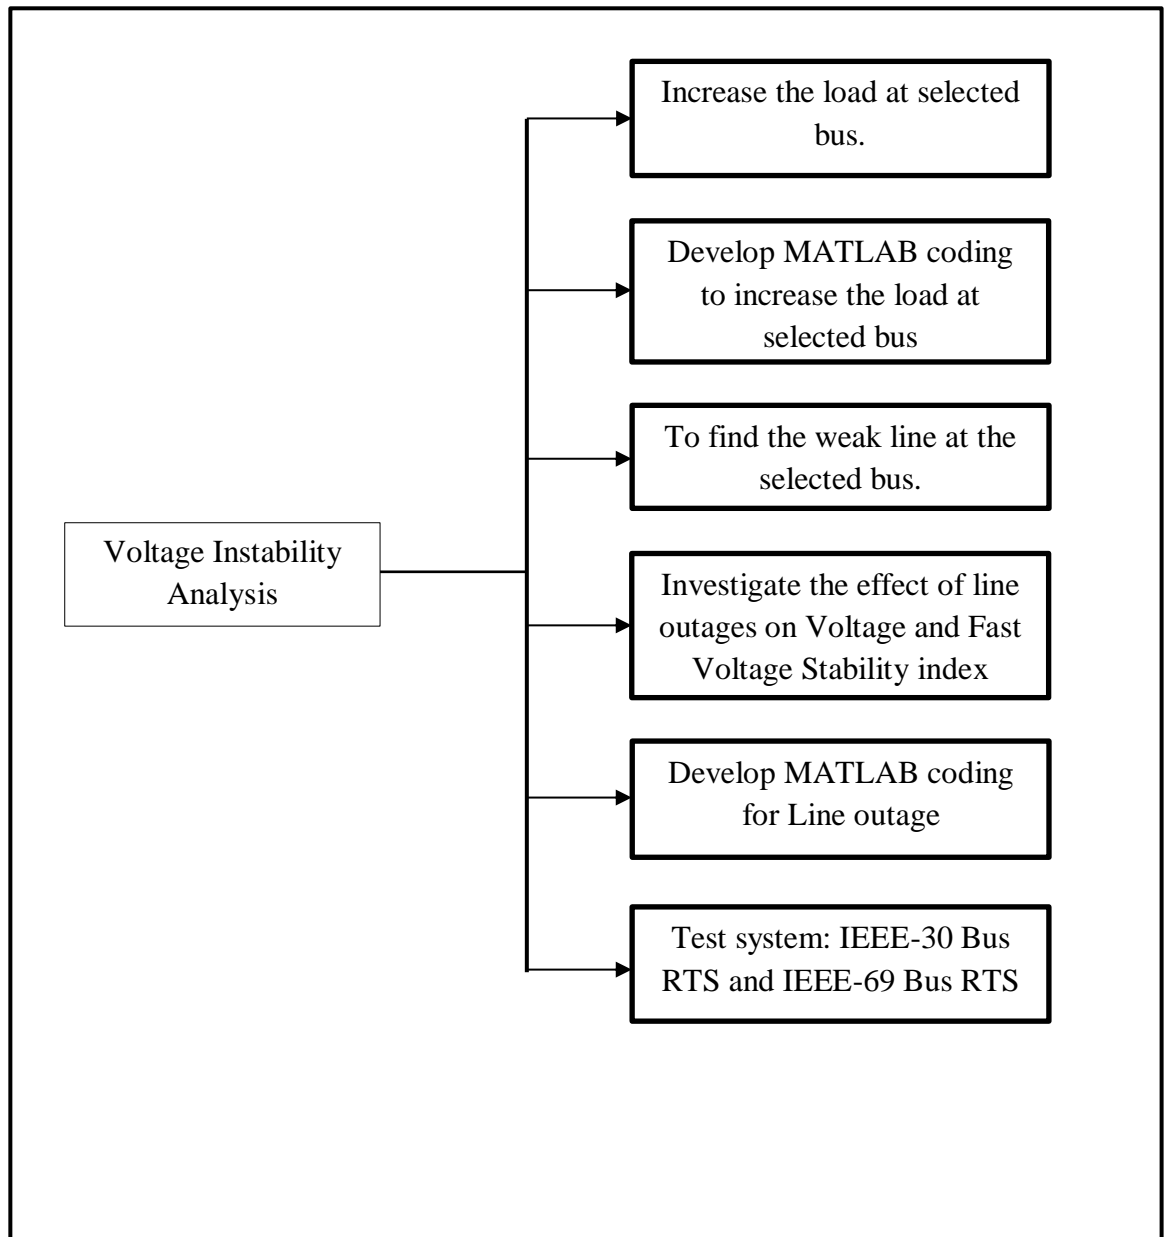 Increase the load at selected
bus.
Develop MATLAB coding
to increase the load at
selected bus
To find the weak line at the
selected bus.
Voltage Instability
Analysis
Investigate the effect of line
outages on Voltage and Fast
Voltage Stability index
Develop MATLAB coding
for Line outage
Test system: IEEE-30 Bus
RTS and IEEE-69 Bus RTS